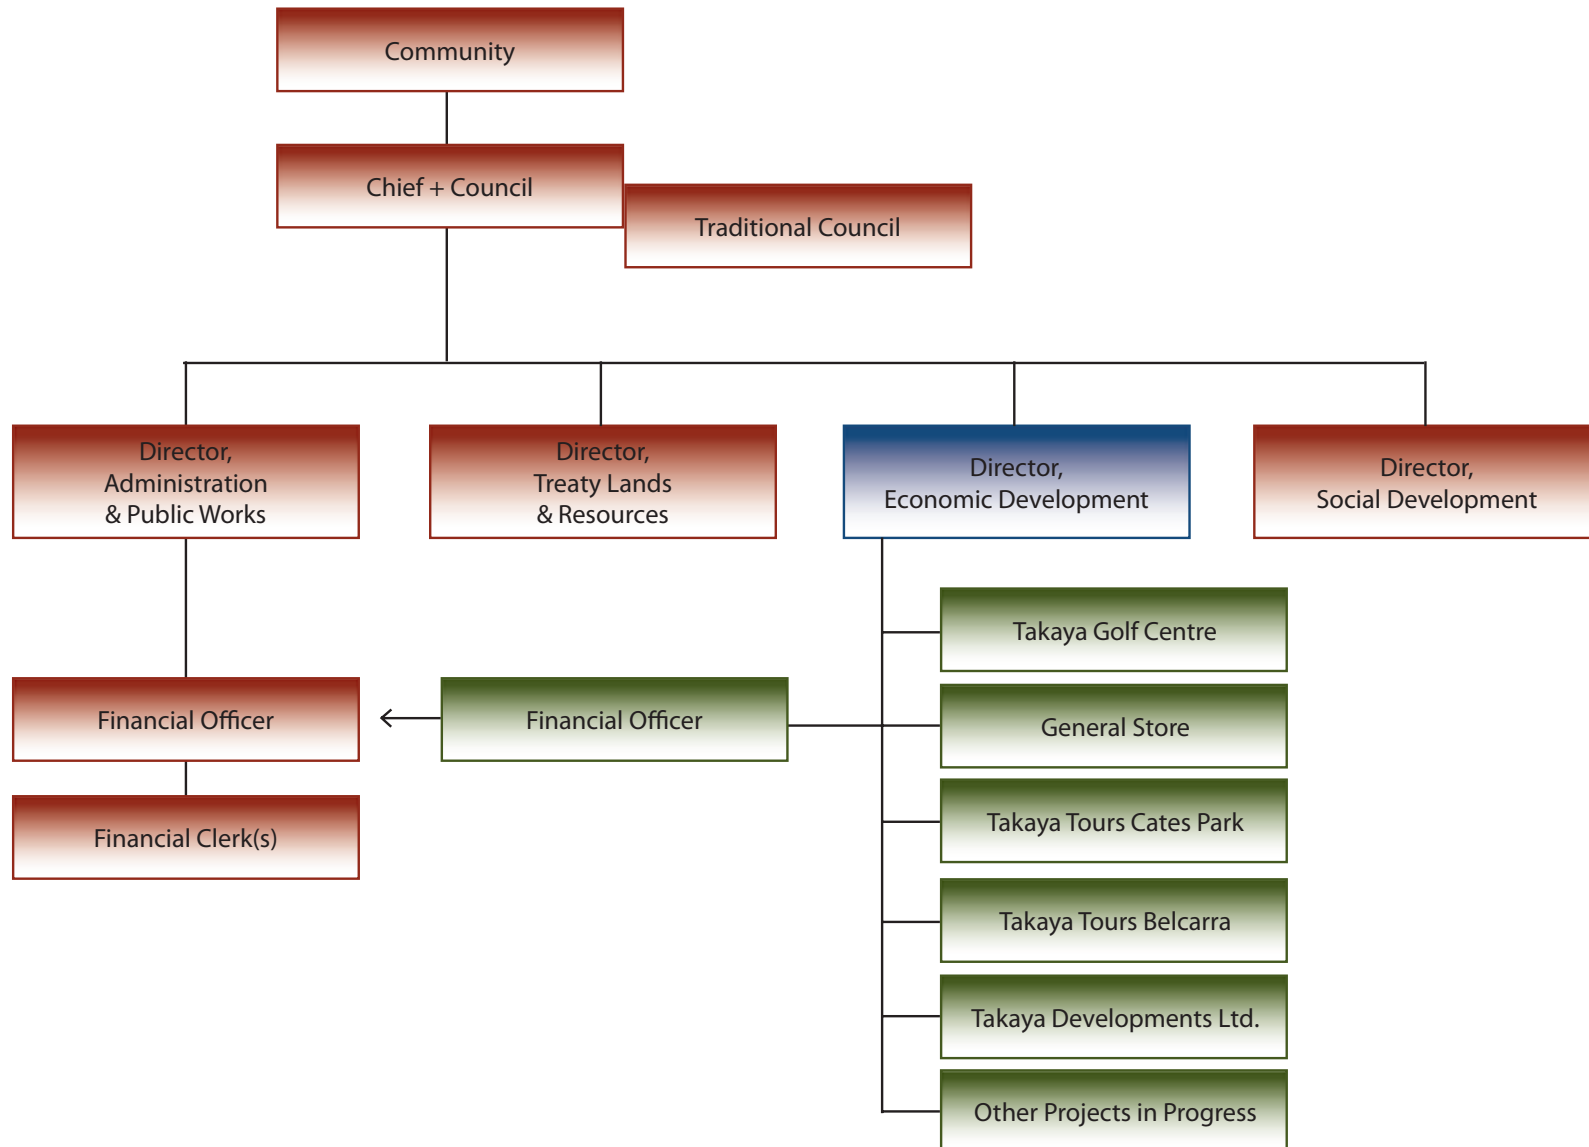 Community
Chief + Council
Traditional Council
Director,
Administration
& Public Works
Director,
Treaty Lands
& Resources
Director,
Economic Development
Director,
Social Development
Takaya Golf Centre
Financial Officer
Financial Officer
General Store
Financial Clerk(s)
Takaya Tours Cates Park
Takaya Tours Belcarra
Takaya Developments Ltd.
Other Projects in Progress